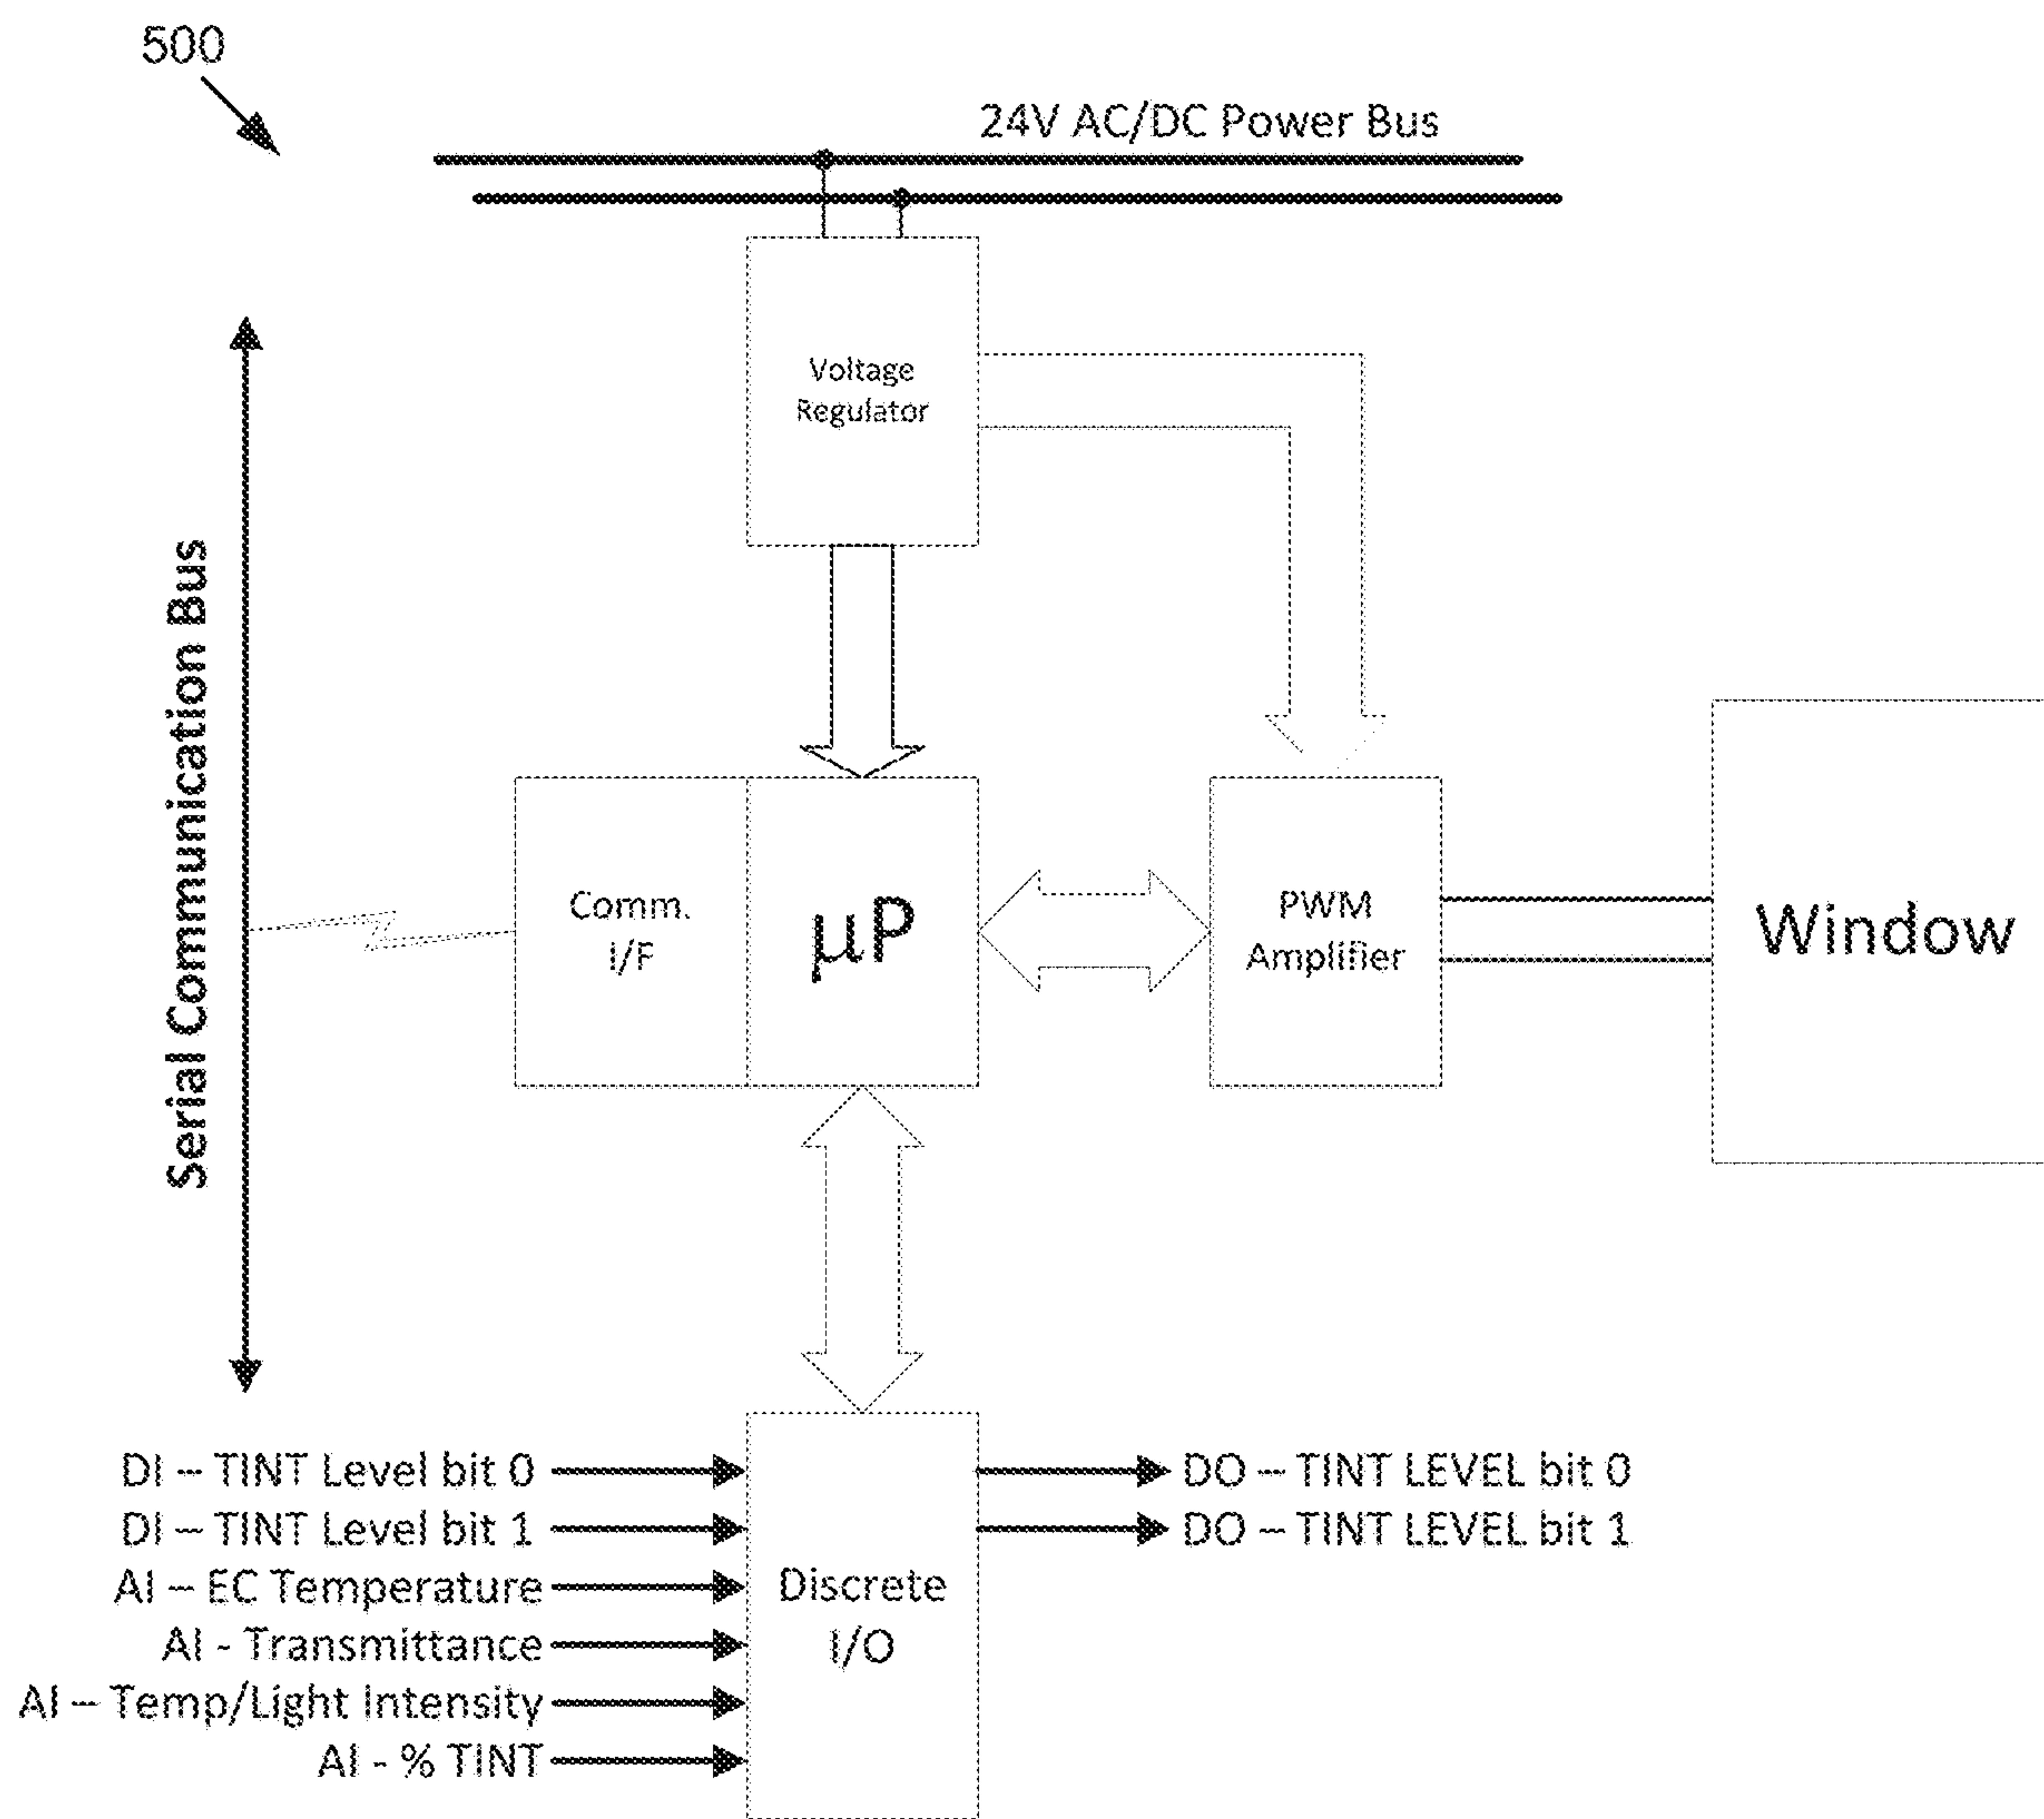 500
24V AC/DC Power Bus
Voltage
Regulator
Serial Communication Bus
Comm.
I/F
µP
PWM
Amplifier
Window
DI – TINT Level bit 0
DI – TINT Level bit 1
AI – EC Temperature
AI - Transmittance
AI – Temp/Light Intensity
AI - % TINT
Discrete
I/O
DO – TINT LEVEL bit 0
DO – TINT LEVEL bit 1